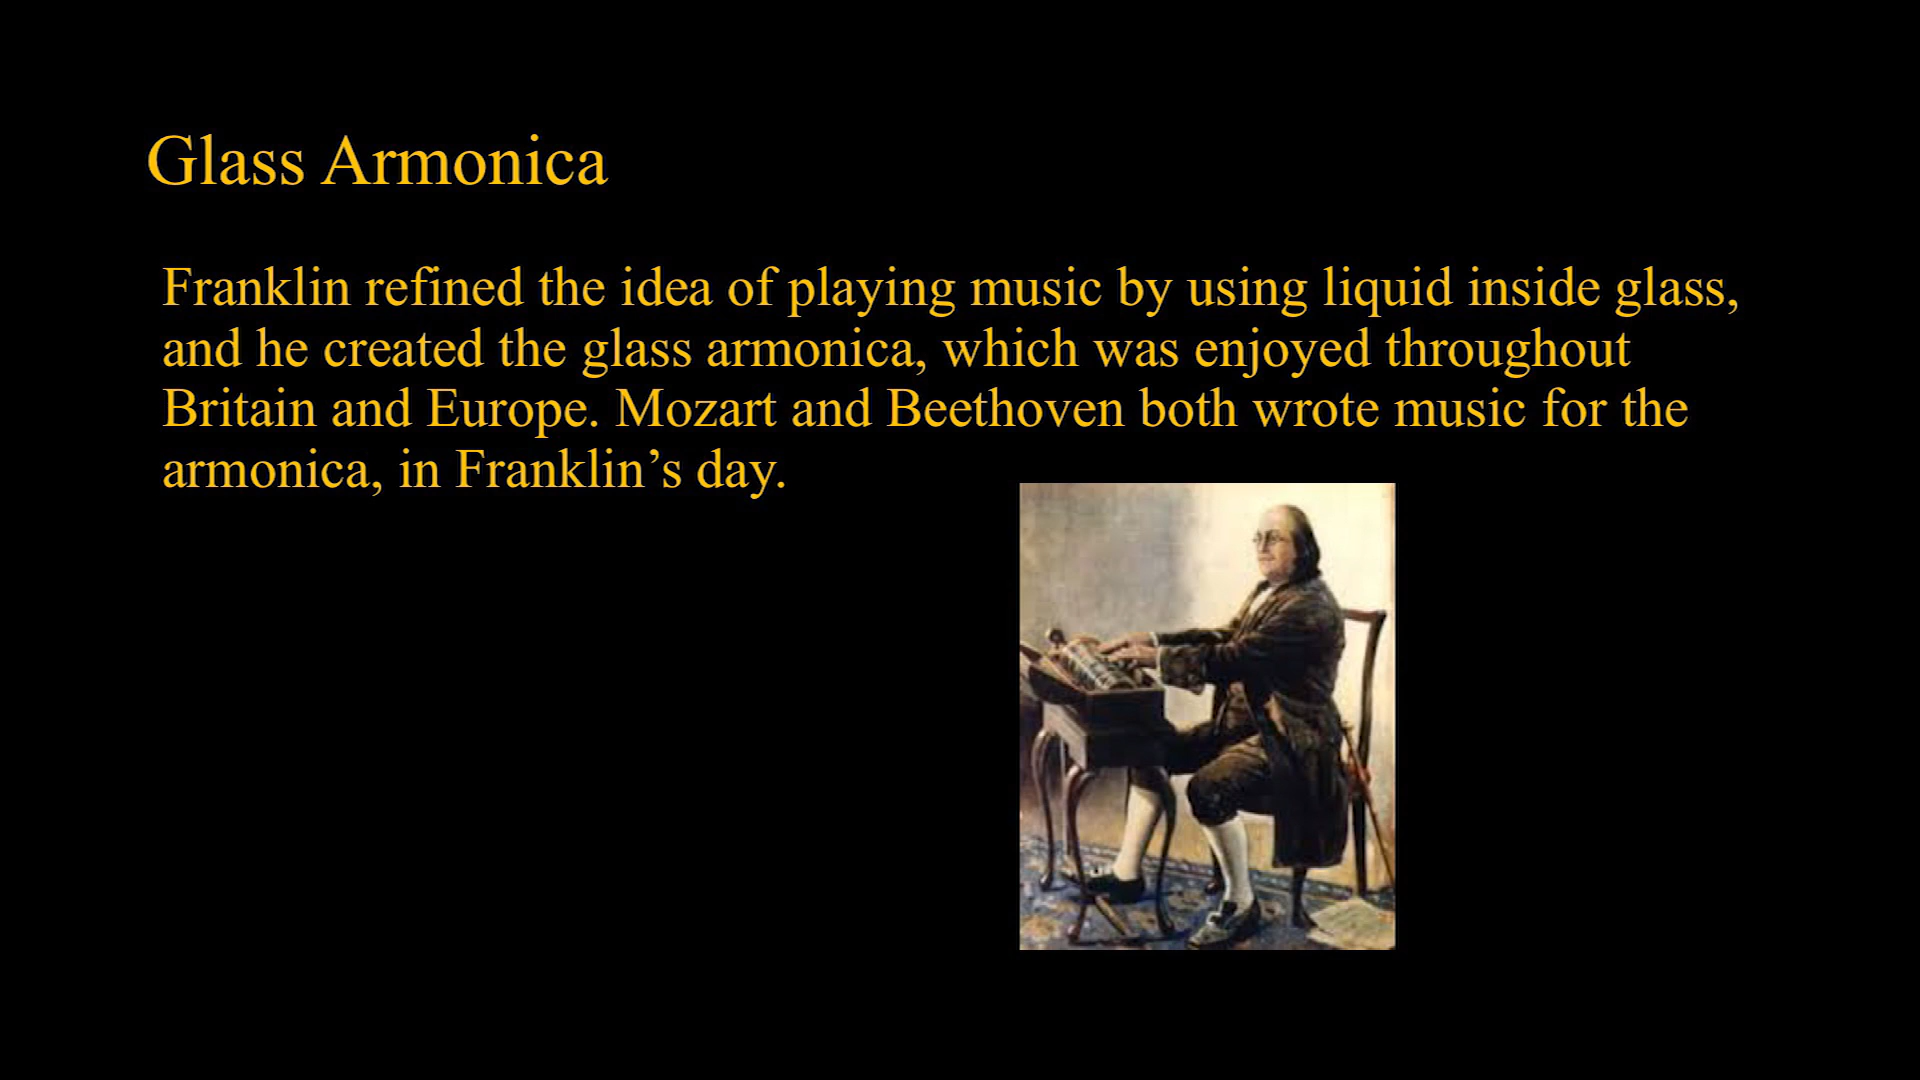 Glass Armonica
Franklin refined the idea of playing music by using liquid inside glass,
and he created the glass armonica, which was enjoyed throughout
Britain and Europe. Mozart and Beethoven both wrote music for the
armonica, in Franklin’s day.